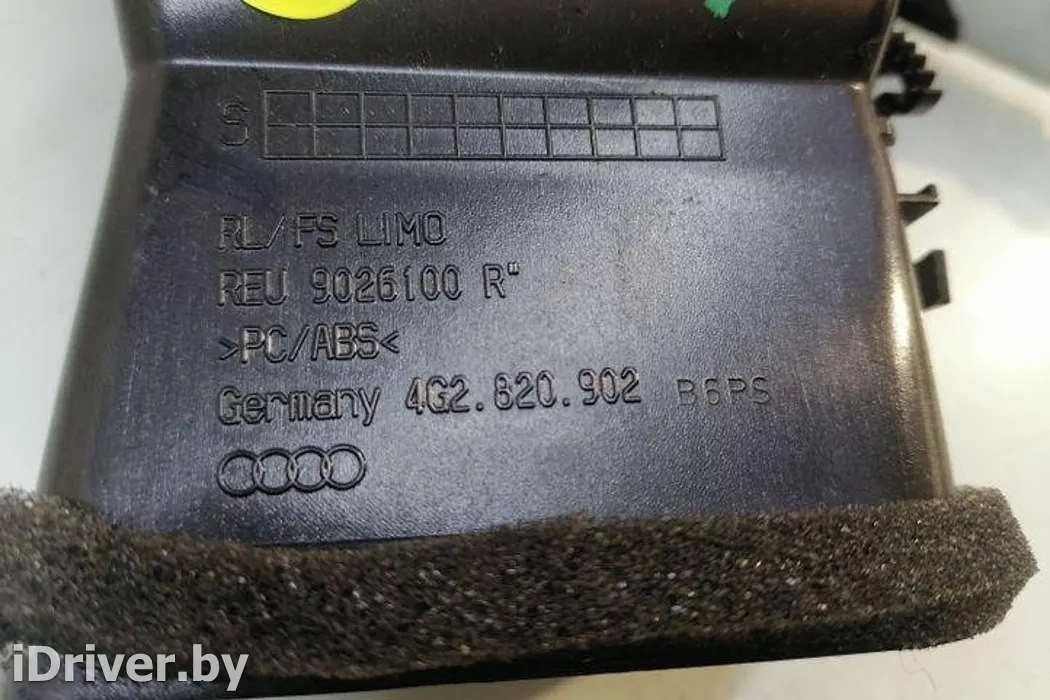 S
RL/FS LIMO
REU 9026100 R"
>PC/ABS<
Germany 4G2.820.902 B6PS
iDriver.by